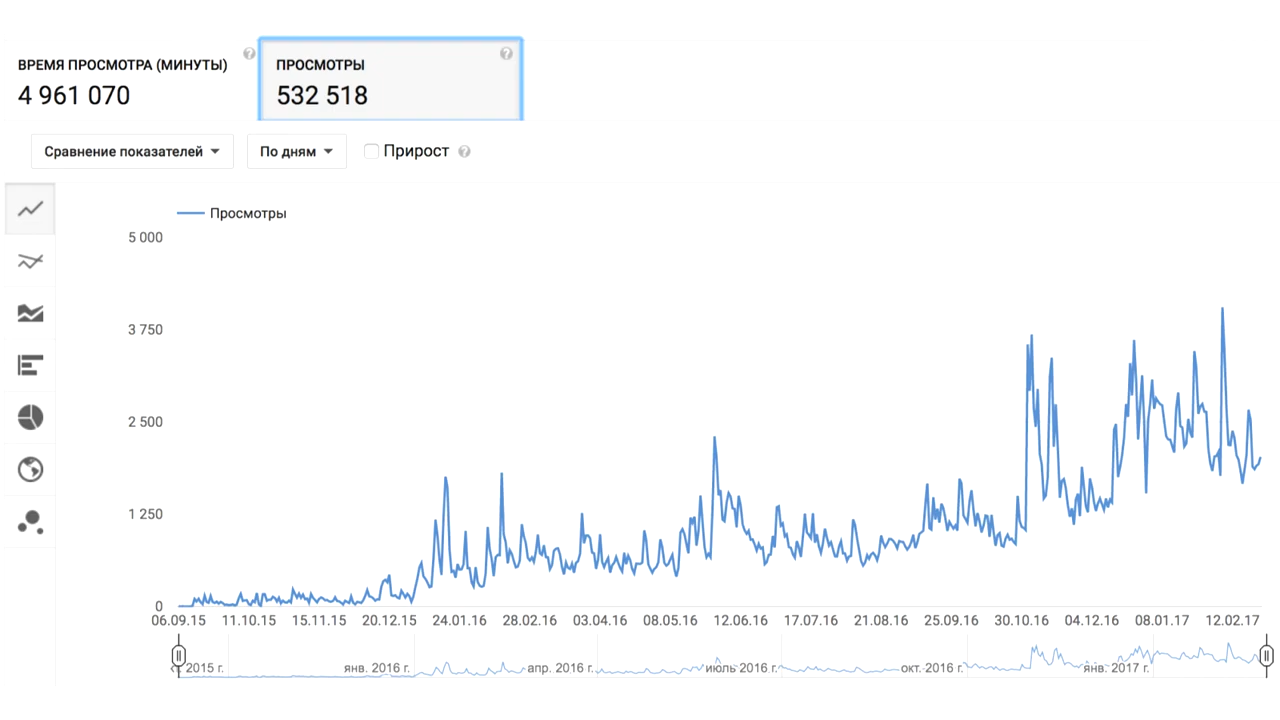 ВРЕМЯ ПРОСМОТРА (МИНУТЫ) ?
4 961 070
ПРОСМОТРЫ ?
532 518
Сравнение показателей
По дням
Прирост ?
Просмотры
5 000
3 750
2 500
1 250
0
06.09.15 11.10.15 15.11.15 20.12.15 24.01.16 28.02.16 03.04.16 08.05.16 12.06.16 17.07.16 21.08.16 25.09.16 30.10.16 04.12.16 08.01.17 12.02.17
2015 г. янв. 2016 г. апр. 2016 г. июль 2016 г. окт. 2016 г. янв. 2017 г.